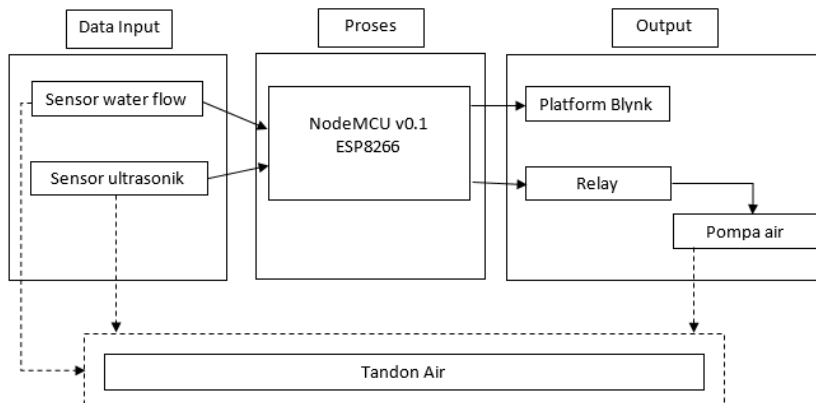 Data Input
Proses
Output
Sensor water flow
NodeMCU v0.1
ESP8266
Platform Blynk
Sensor ultrasonik
Relay
Pompa air
Tandon Air